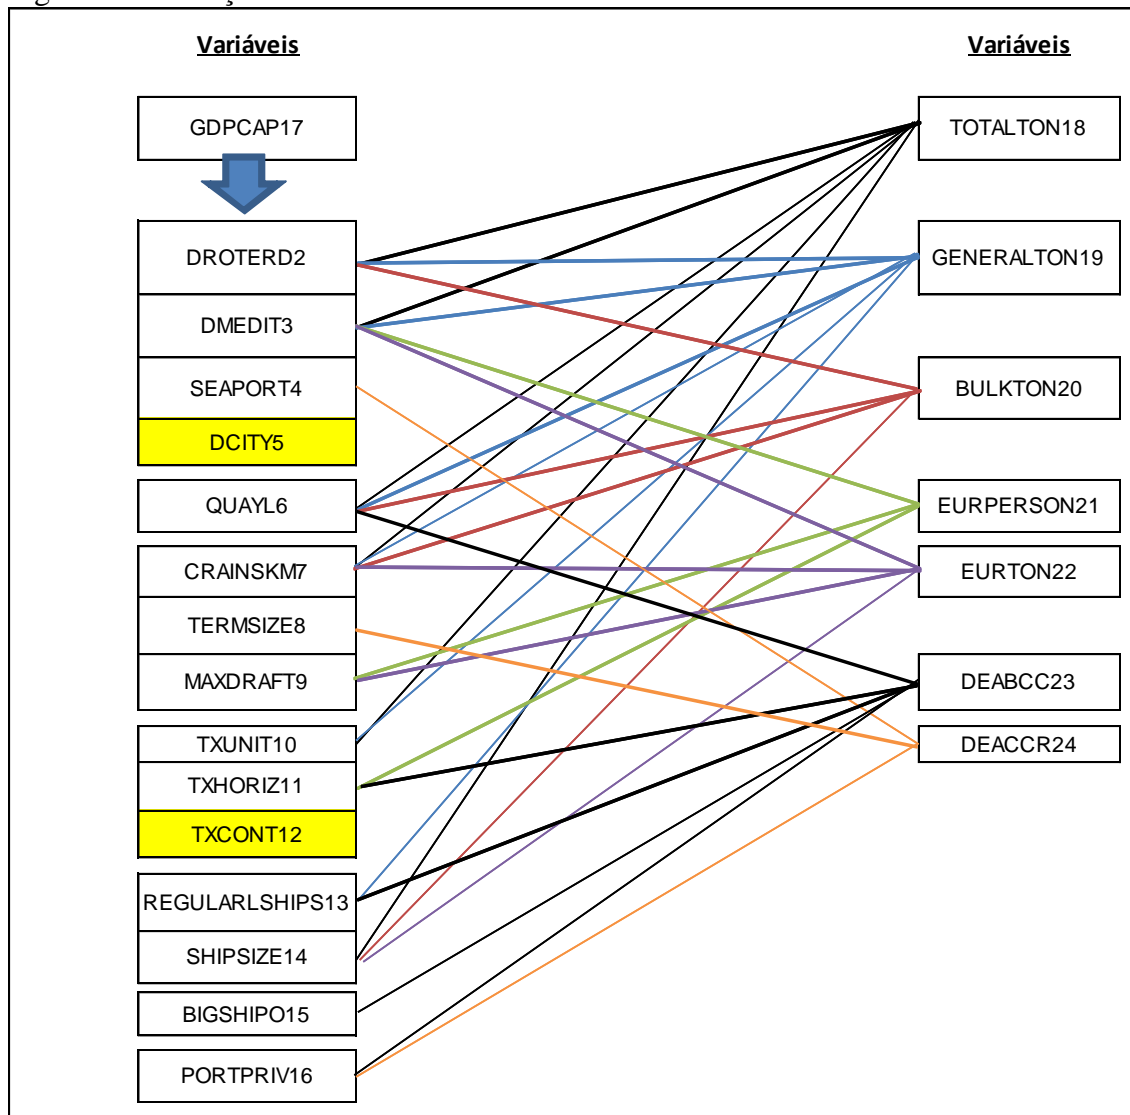 Variáveis
GDPCAP17
DROTERD2
DMEDIT3
SEAPORT4
DCITY5
QUAYL6
CRAINSKM7
TERMSIZE8
MAXDRAFT9
TXUNIT10
TXHORIZ11
TXCONT12
REGULARLSHIPS13
SHIPSIZE14
BIGSHIPO15
PORTPRIV16
Variáveis
TOTALTON18
GENERALTON19
BULKTON20
EURPERSON21
EURTON22
DEABCC23
DEACCR24